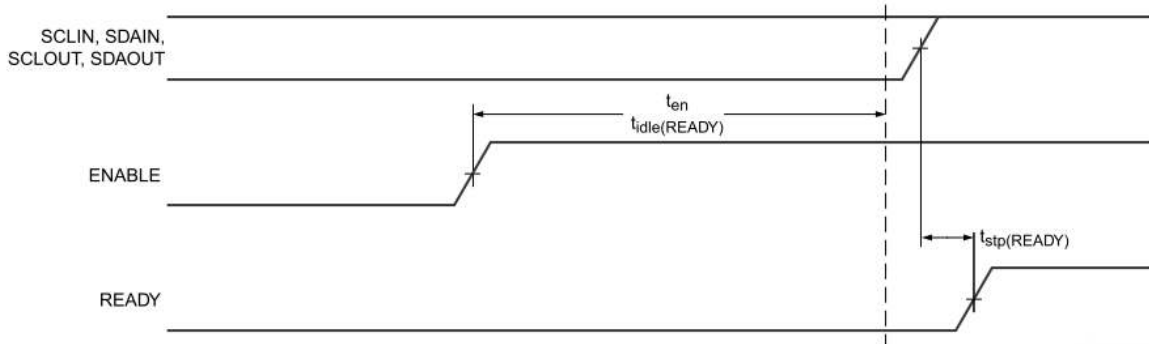 SCLIN, SDAIN,
SCLOUT, SDAOUT
ten
tidle(READY)
ENABLE
tstp(READY)
READY